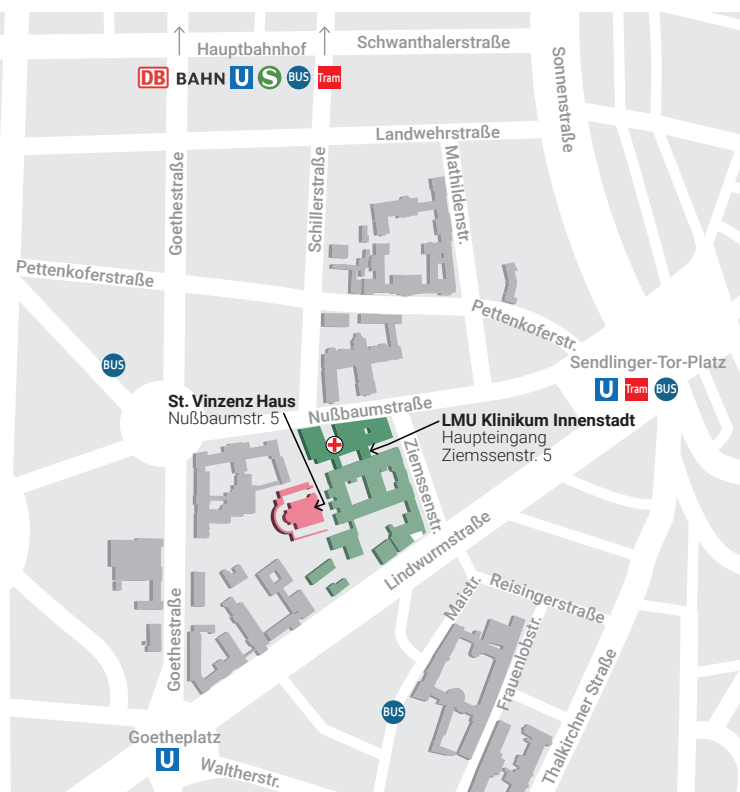 Hauptbahnhof
DB BAHN U S BUS Tram
Schwanthalerstraße
Sonnenstraße
Landwehrstraße
Mathildenstr.
Goethestraße
Schillerstraße
Pettenkoferstraße
Pettenkoferstr.
BUS
Sendlinger-Tor-Platz
U Tram BUS
St. Vinzenz Haus
Nußbaumstr. 5
Nußbaumstraße
LMU Klinikum Innenstadt
Haupteingang
Ziemssenstr. 5
Ziemssenstr.
Lindwurmstraße
Maistr.
Reisingerstraße
Frauenlobstr.
Goethestraße
Thalkirchner Straße
BUS
Goetheplatz
U
Waltherstr.